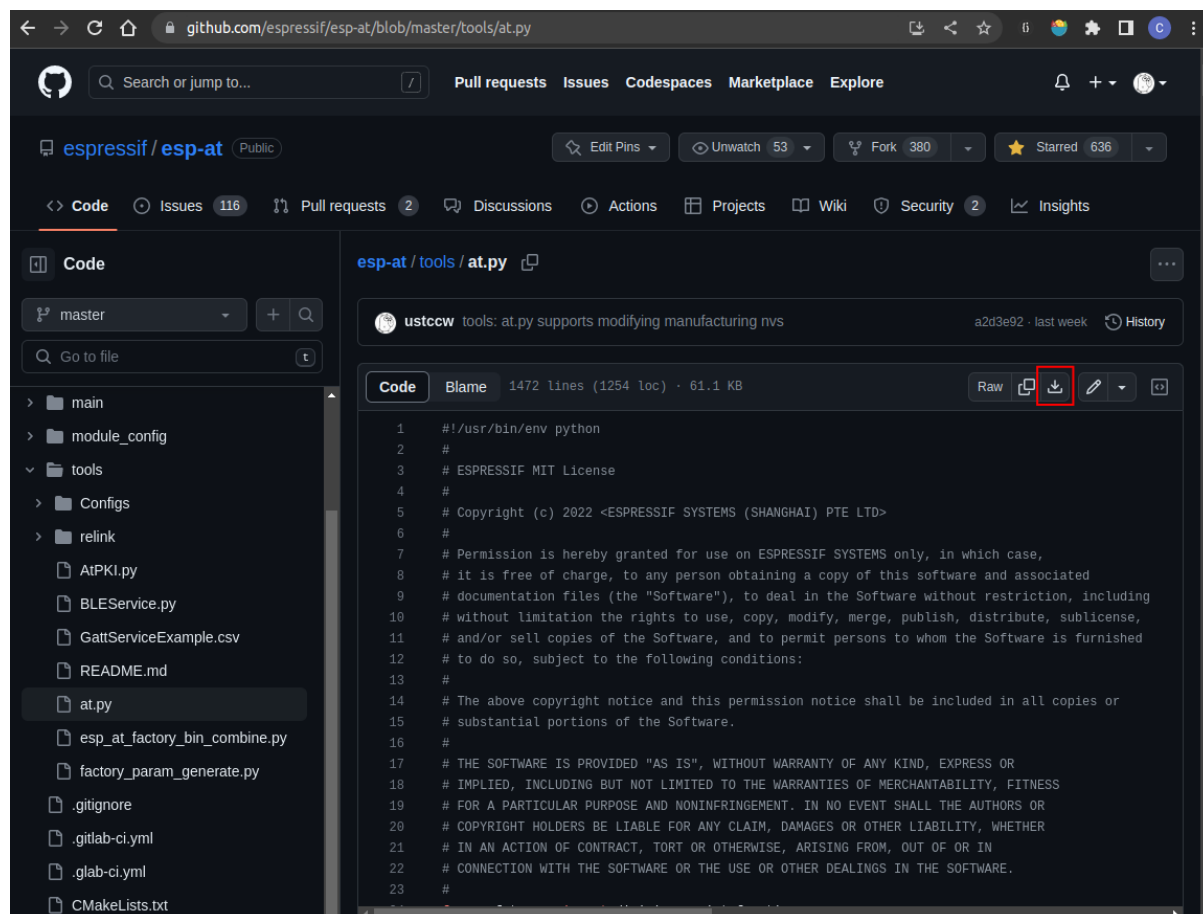 github.com/espressif/esp-at/blob/master/tools/at.py
C
Search or jump to... /
Pull requests Issues Codespaces Marketplace Explore
espressif / esp-at Public
Edit Pins Unwatch 53 Fork 380 Starred 636
Code Issues 116 Pull requests 2 Discussions Actions Projects Wiki Security 2 Insights
Code
esp-at / tools / at.py
master
ustccw tools: at.py supports modifying manufacturing nvs a2d3e92 · last week History
Go to file t
Code Blame 1472 lines (1254 loc) · 61.1 KB Raw
main
module_config
tools
Configs
relink
AtPKI.py
BLEService.py
GattServiceExample.csv
README.md
at.py
esp_at_factory_bin_combine.py
factory_param_generate.py
.gitignore
.gitlab-ci.yml
.glab-ci.yml
CMakeLists.txt
1 #!/usr/bin/env python
2 #
3 # ESPRESSIF MIT License
4 #
5 # Copyright (c) 2022 <ESPRESSIF SYSTEMS (SHANGHAI) PTE LTD>
6 #
7 # Permission is hereby granted for use on ESPRESSIF SYSTEMS only, in which case,
8 # it is free of charge, to any person obtaining a copy of this software and associated
9 # documentation files (the "Software"), to deal in the Software without restriction, including
10 # without limitation the rights to use, copy, modify, merge, publish, distribute, sublicense,
11 # and/or sell copies of the Software, and to permit persons to whom the Software is furnished
12 # to do so, subject to the following conditions:
13 #
14 # The above copyright notice and this permission notice shall be included in all copies or
15 # substantial portions of the Software.
16 #
17 # THE SOFTWARE IS PROVIDED "AS IS", WITHOUT WARRANTY OF ANY KIND, EXPRESS OR
18 # IMPLIED, INCLUDING BUT NOT LIMITED TO THE WARRANTIES OF MERCHANTABILITY, FITNESS
19 # FOR A PARTICULAR PURPOSE AND NONINFRINGEMENT. IN NO EVENT SHALL THE AUTHORS OR
20 # COPYRIGHT HOLDERS BE LIABLE FOR ANY CLAIM, DAMAGES OR OTHER LIABILITY, WHETHER
21 # IN AN ACTION OF CONTRACT, TORT OR OTHERWISE, ARISING FROM, OUT OF OR IN
22 # CONNECTION WITH THE SOFTWARE OR THE USE OR OTHER DEALINGS IN THE SOFTWARE.
23 #